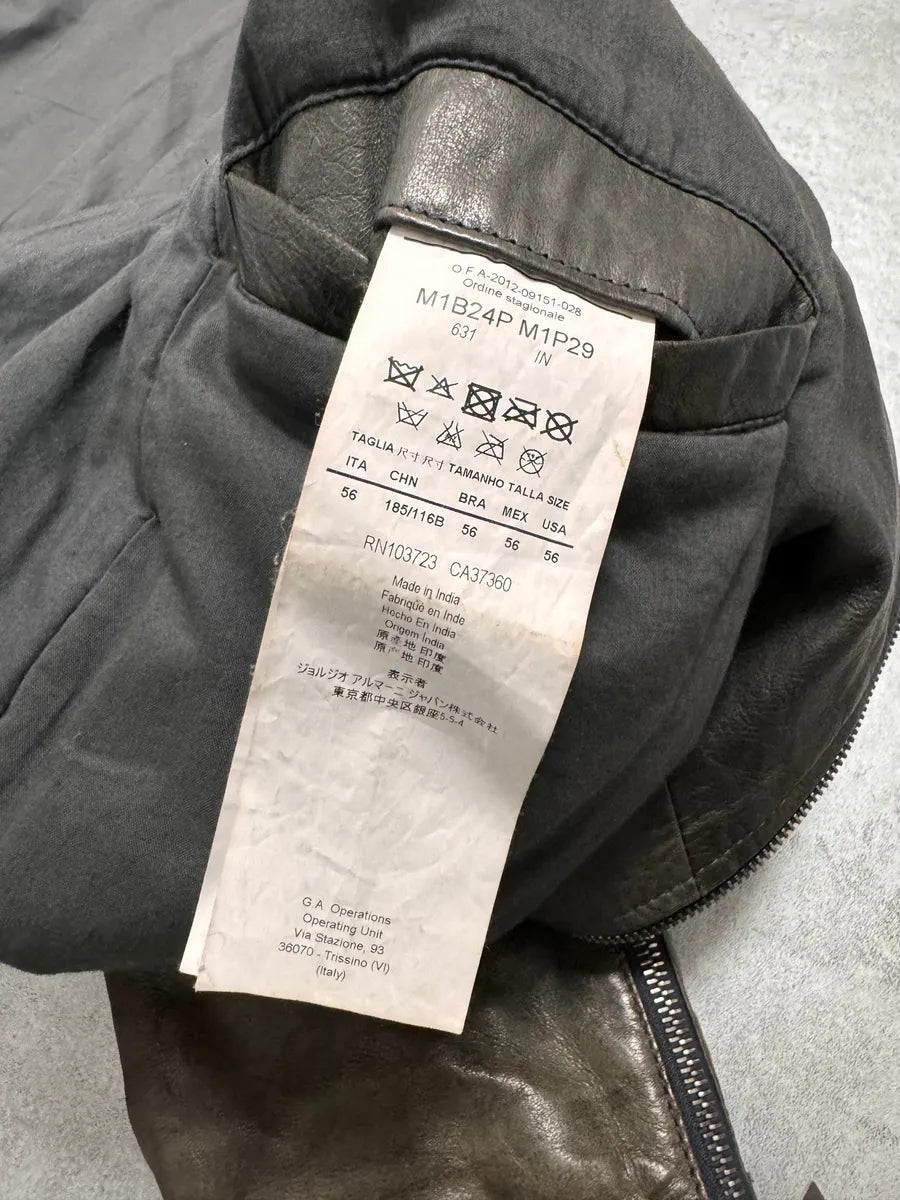 O.F.A-2012-09151-028
Ordine stagionale
M1B24P M1P29
631 IN
TAGLIA 尺寸 尺寸 TAMANHO TALLA SIZE
ITA CHN BRA MEX USA
56 185/116B 56 56 56
RN103723 CA37360
Made in India
Fabriqué en Inde
Hecho En India
Origem India
原産地 印度
原产地 印度
表示者
ジョルジオ アルマーニ ジャパン株式会社
東京都中央区銀座5-5-4
G.A. Operations
Operating Unit
Via Stazione, 93
36070 - Trissino (VI)
(Italy)